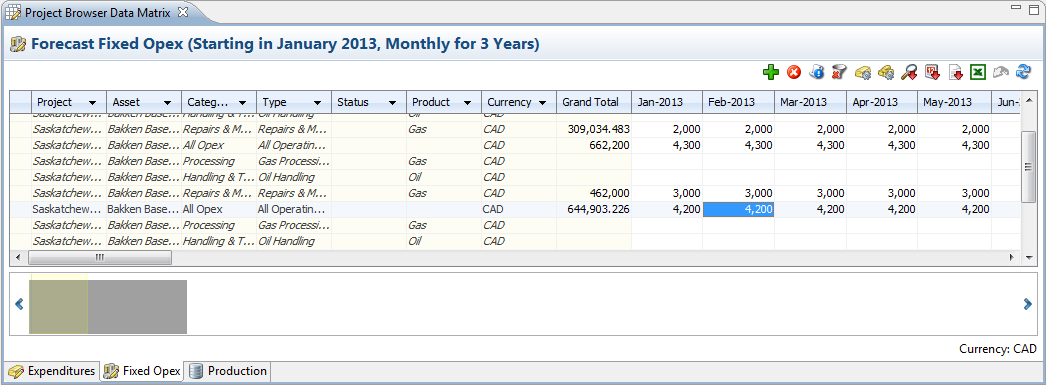 Project Browser Data Matrix
Forecast Fixed Opex (Starting in January 2013, Monthly for 3 Years)
Project Asset Categ... Type Status Product Currency Grand Total Jan-2013 Feb-2013 Mar-2013 Apr-2013 May-2013 Jun-2
Saskatchew... Bakken Base... Handling & T... Oil Handling Oil CAD
Saskatchew... Bakken Base... Repairs & M... Repairs & M... Gas CAD 309,034.483 2,000 2,000 2,000 2,000 2,000
Saskatchew... Bakken Base... All Opex All Operatin... CAD 662,200 4,300 4,300 4,300 4,300 4,300
Saskatchew... Bakken Base... Processing Gas Processi... Gas CAD
Saskatchew... Bakken Base... Handling & T... Oil Handling Oil CAD
Saskatchew... Bakken Base... Repairs & M... Repairs & M... Gas CAD 462,000 3,000 3,000 3,000 3,000 3,000
Saskatchew... Bakken Base... All Opex All Operatin... CAD 644,903.226 4,200 4,200 4,200 4,200 4,200
Saskatchew... Bakken Base... Processing Gas Processi... Gas CAD
Saskatchew... Bakken Base... Handling & T... Oil Handling Oil CAD
Currency: CAD
Expenditures Fixed Opex Production